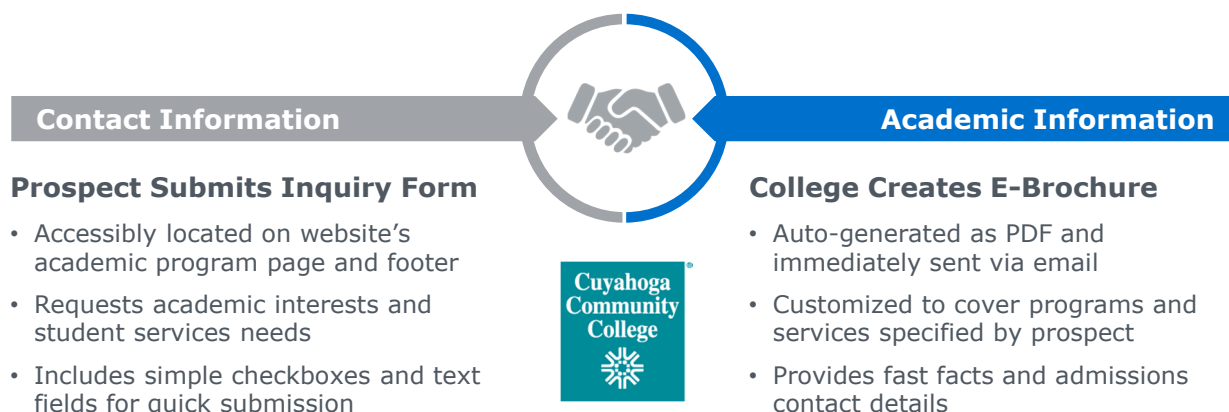 Contact Information
Academic Information
Prospect Submits Inquiry Form
• Accessibly located on website's
academic program page and footer
• Requests academic interests and
student services needs
• Includes simple checkboxes and text
fields for quick submission
Cuyahoga
Community
College
®
College Creates E-Brochure
• Auto-generated as PDF and
immediately sent via email
• Customized to cover programs and
services specified by prospect
• Provides fast facts and admissions
contact details